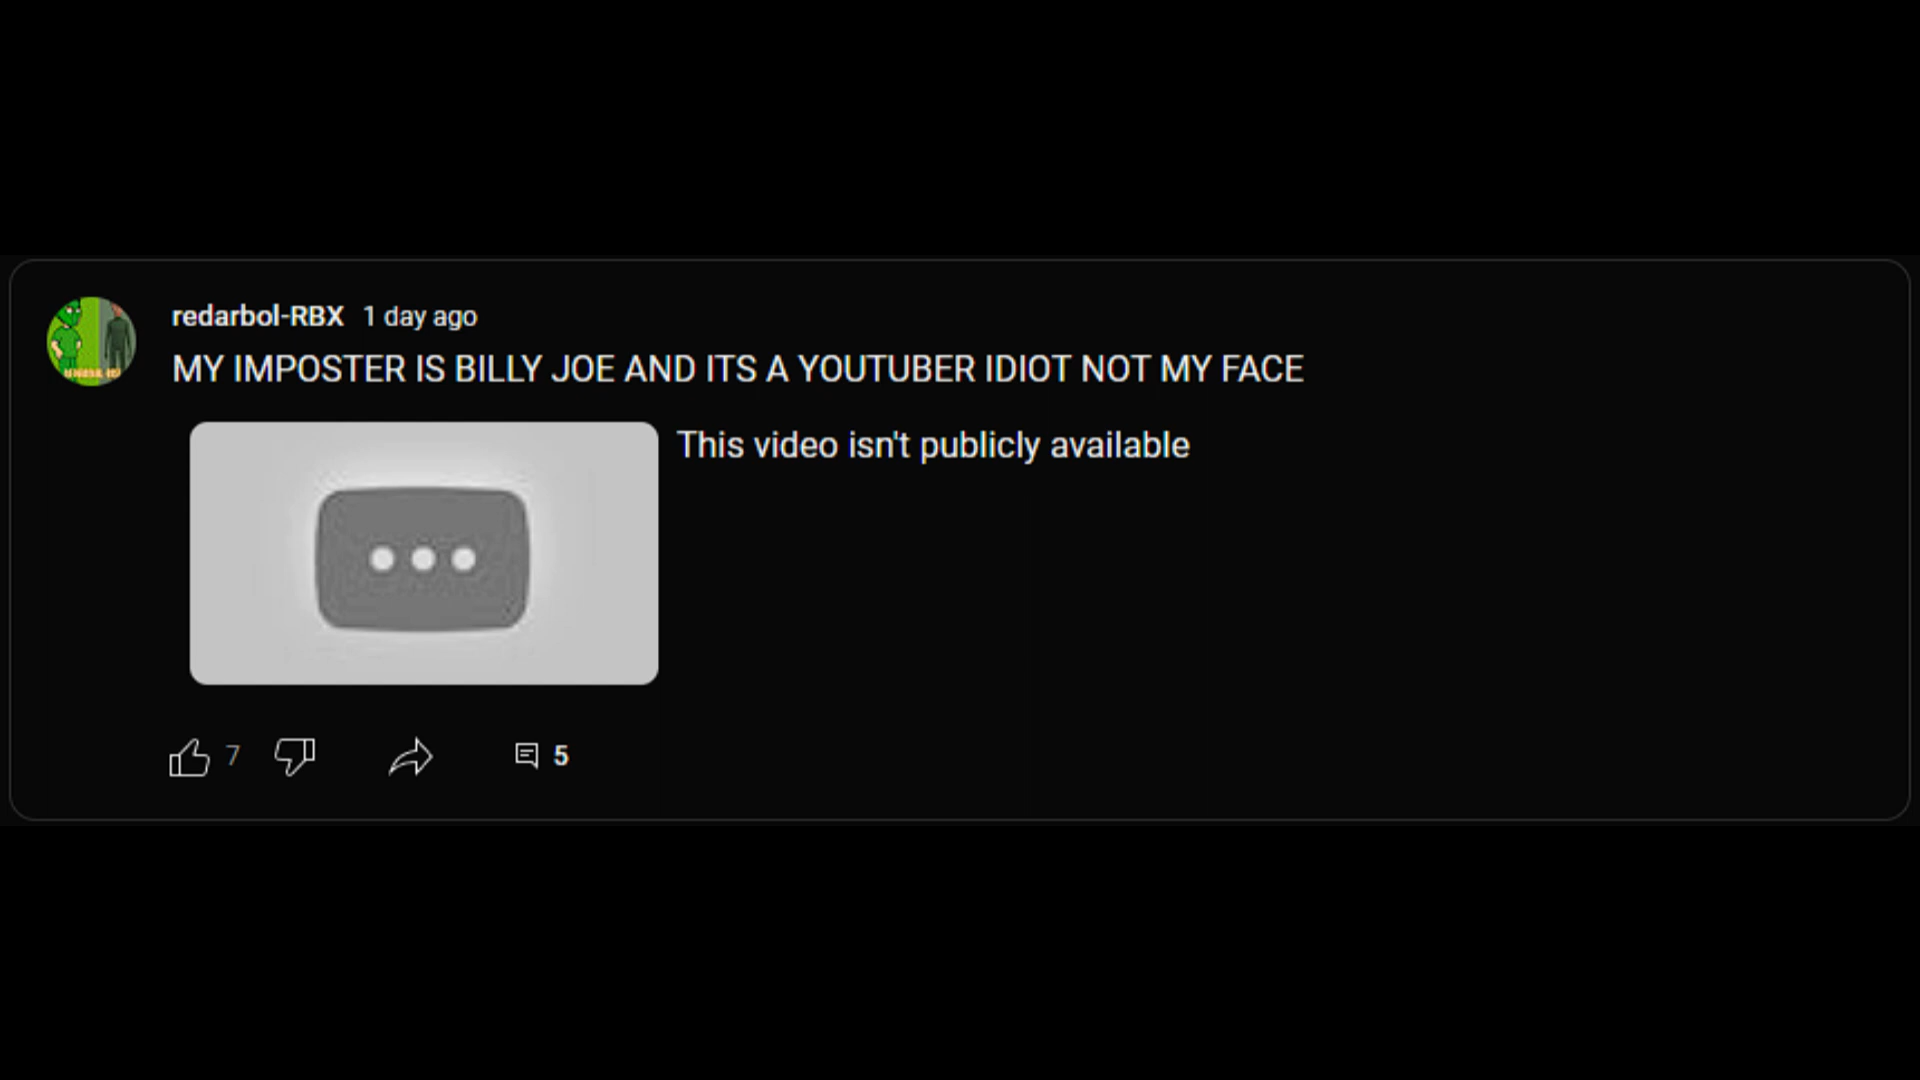 redarbol-RBX 1 day ago
MY IMPOSTER IS BILLY JOE AND ITS A YOUTUBER IDIOT NOT MY FACE
This video isn't publicly available
7
5